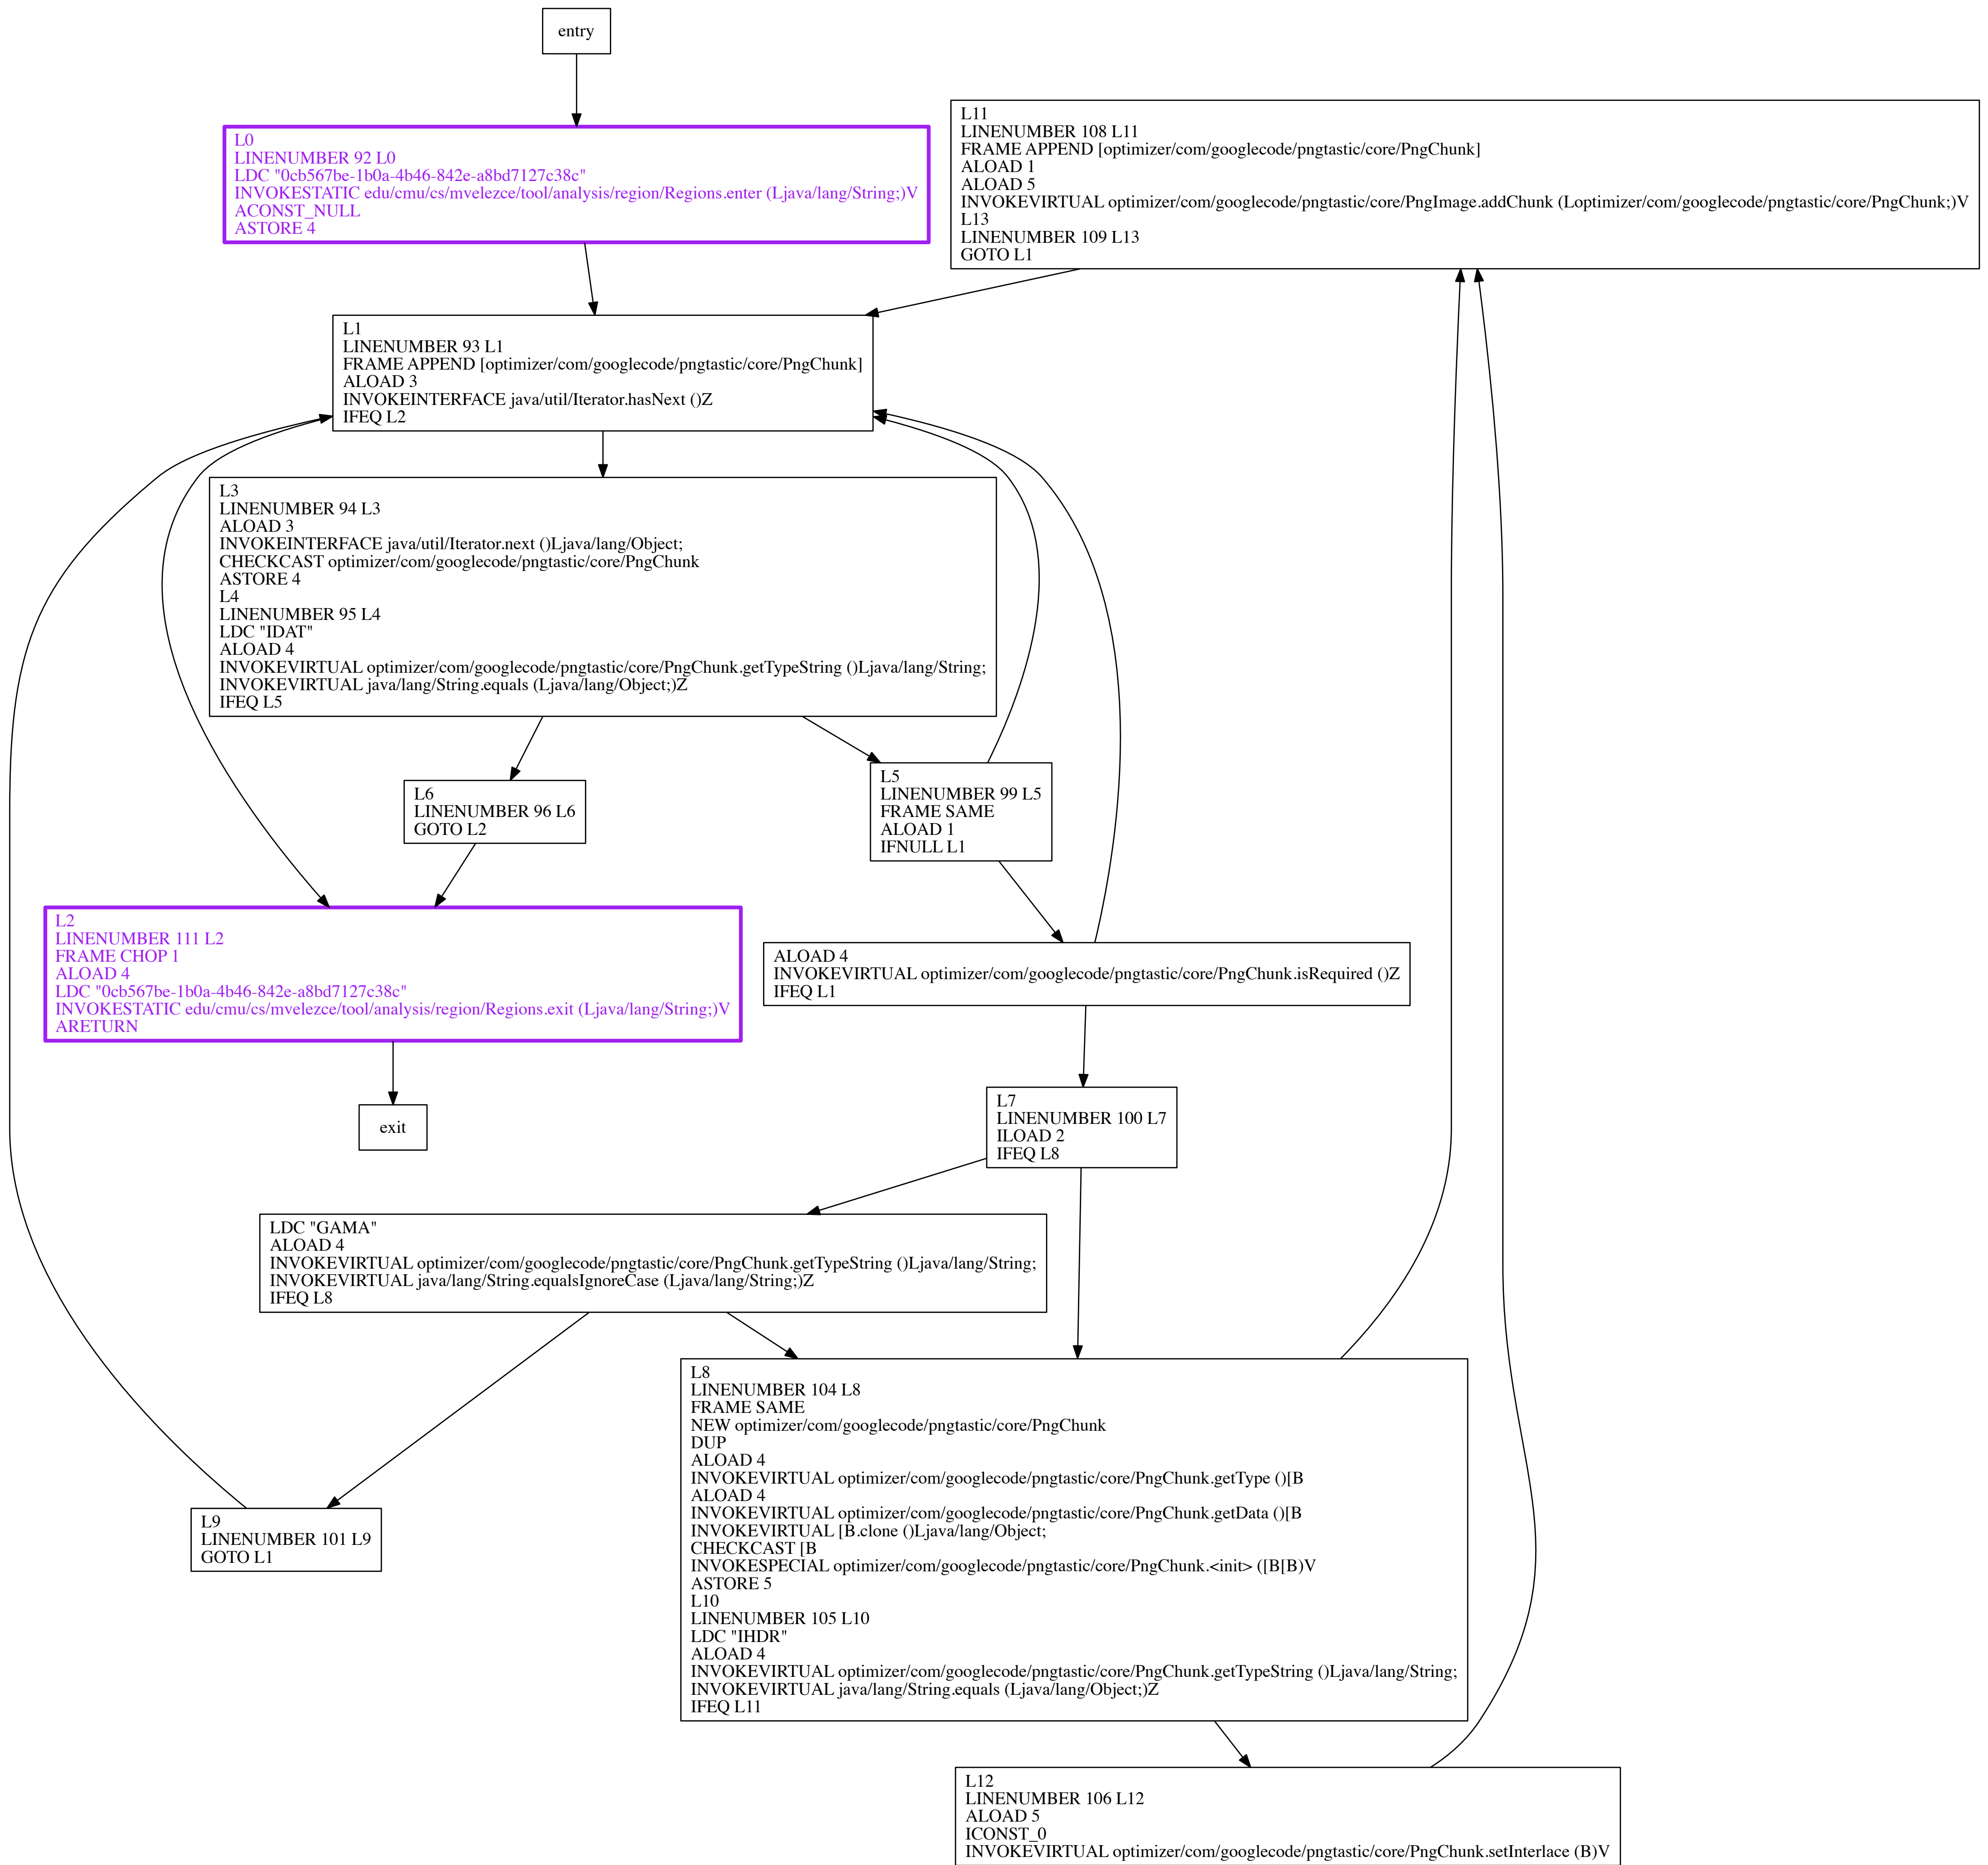 entry
L0
LINENUMBER 92 L0
LDC "0cb567be-1b0a-4b46-842e-a8bd7127c38c"
INVOKESTATIC edu/cmu/cs/mvelezce/tool/analysis/region/Regions.enter (Ljava/lang/String;)V
ACONST_NULL
ASTORE 4
L11
LINENUMBER 108 L11
FRAME APPEND [optimizer/com/googlecode/pngtastic/core/PngChunk]
ALOAD 1
ALOAD 5
INVOKEVIRTUAL optimizer/com/googlecode/pngtastic/core/PngImage.addChunk (Loptimizer/com/googlecode/pngtastic/core/PngChunk;)V
L13
LINENUMBER 109 L13
GOTO L1
L1
LINENUMBER 93 L1
FRAME APPEND [optimizer/com/googlecode/pngtastic/core/PngChunk]
ALOAD 3
INVOKEINTERFACE java/util/Iterator.hasNext ()Z
IFEQ L2
L3
LINENUMBER 94 L3
ALOAD 3
INVOKEINTERFACE java/util/Iterator.next ()Ljava/lang/Object;
CHECKCAST optimizer/com/googlecode/pngtastic/core/PngChunk
ASTORE 4
L4
LINENUMBER 95 L4
LDC "IDAT"
ALOAD 4
INVOKEVIRTUAL optimizer/com/googlecode/pngtastic/core/PngChunk.getTypeString ()Ljava/lang/String;
INVOKEVIRTUAL java/lang/String.equals (Ljava/lang/Object;)Z
IFEQ L5
L6
LINENUMBER 96 L6
GOTO L2
L5
LINENUMBER 99 L5
FRAME SAME
ALOAD 1
IFNULL L1
L2
LINENUMBER 111 L2
FRAME CHOP 1
ALOAD 4
LDC "0cb567be-1b0a-4b46-842e-a8bd7127c38c"
INVOKESTATIC edu/cmu/cs/mvelezce/tool/analysis/region/Regions.exit (Ljava/lang/String;)V
ARETURN
ALOAD 4
INVOKEVIRTUAL optimizer/com/googlecode/pngtastic/core/PngChunk.isRequired ()Z
IFEQ L1
exit
L7
LINENUMBER 100 L7
ILOAD 2
IFEQ L8
LDC "GAMA"
ALOAD 4
INVOKEVIRTUAL optimizer/com/googlecode/pngtastic/core/PngChunk.getTypeString ()Ljava/lang/String;
INVOKEVIRTUAL java/lang/String.equalsIgnoreCase (Ljava/lang/String;)Z
IFEQ L8
L8
LINENUMBER 104 L8
FRAME SAME
NEW optimizer/com/googlecode/pngtastic/core/PngChunk
DUP
ALOAD 4
INVOKEVIRTUAL optimizer/com/googlecode/pngtastic/core/PngChunk.getType ()[B
ALOAD 4
INVOKEVIRTUAL optimizer/com/googlecode/pngtastic/core/PngChunk.getData ()[B
INVOKEVIRTUAL [B.clone ()Ljava/lang/Object;
CHECKCAST [B
INVOKESPECIAL optimizer/com/googlecode/pngtastic/core/PngChunk.<init> ([B[B)V
ASTORE 5
L10
LINENUMBER 105 L10
LDC "IHDR"
ALOAD 4
INVOKEVIRTUAL optimizer/com/googlecode/pngtastic/core/PngChunk.getTypeString ()Ljava/lang/String;
INVOKEVIRTUAL java/lang/String.equals (Ljava/lang/Object;)Z
IFEQ L11
L9
LINENUMBER 101 L9
GOTO L1
L12
LINENUMBER 106 L12
ALOAD 5
ICONST_0
INVOKEVIRTUAL optimizer/com/googlecode/pngtastic/core/PngChunk.setInterlace (B)V